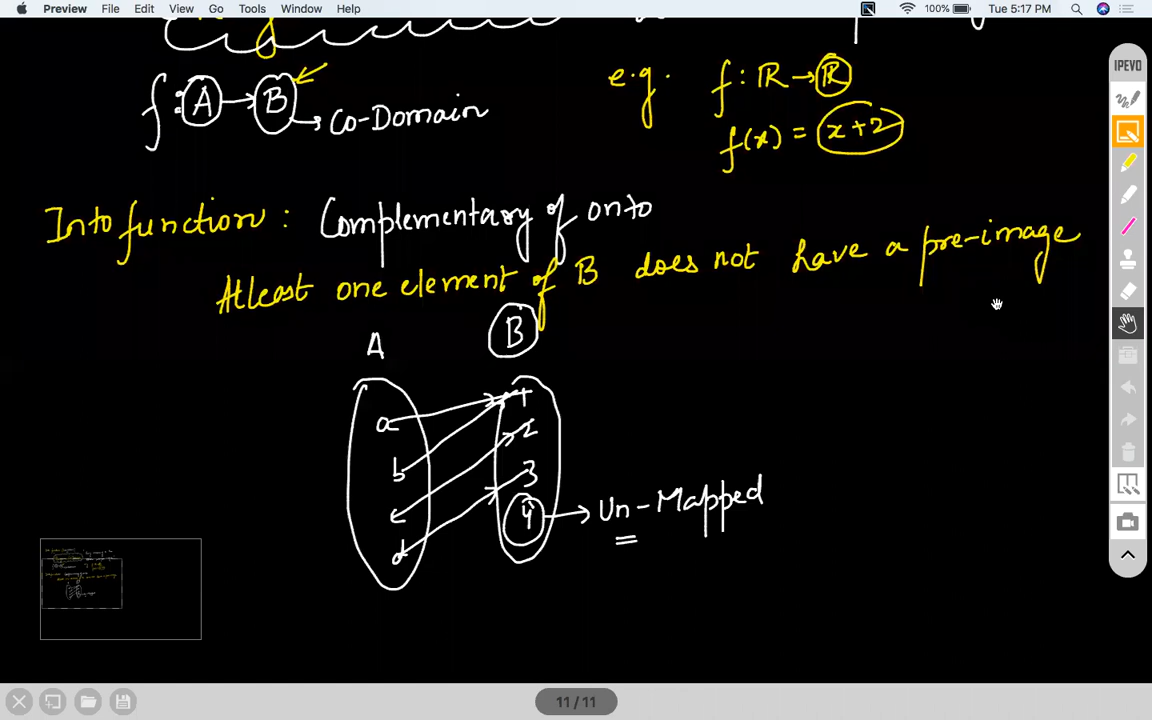 Preview File Edit View Go Tools Window Help 100% Tue 5:17 PM
IPEVO
f: A → B
Co-Domain
e.g. f: ℝ → ℝ
f(x) = x+2
Into function: Complementary of onto
Atleast one element of B does not have a pre-image
A B
a 1
b 2
c 3
d 4 → Un-Mapped
11 / 11